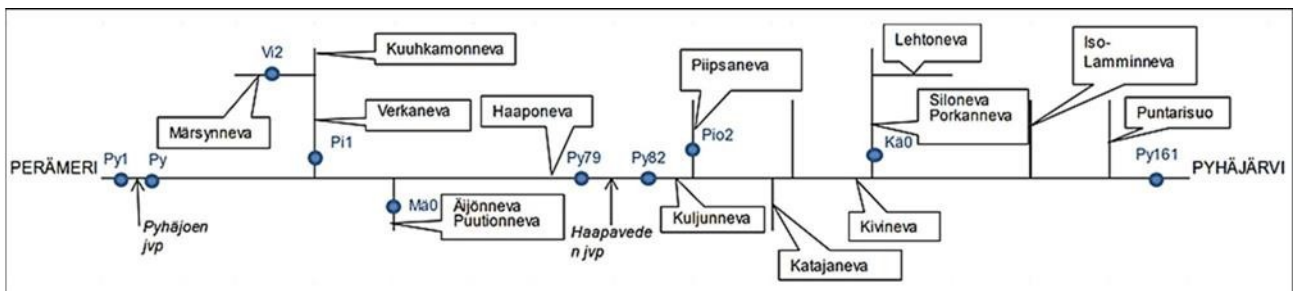 Vi2
Kuuhkamonneva
Lehtoneva
Iso-
Lamminneva
Piipsaneva
Märsynneva
Verkaneva
Haaponeva
Siloneva
Porkanneva
Puntarisuo
Pi1
Pio2
Kä0
PERÄMERI
Py1
Py
Py79
Py82
Py161
PYHÄJÄRVI
Pyhäjoen
jvp
Mä0
Äijönneva
Puutionneva
Haapavede
n jvp
Kuljunneva
Kivineva
Katajaneva